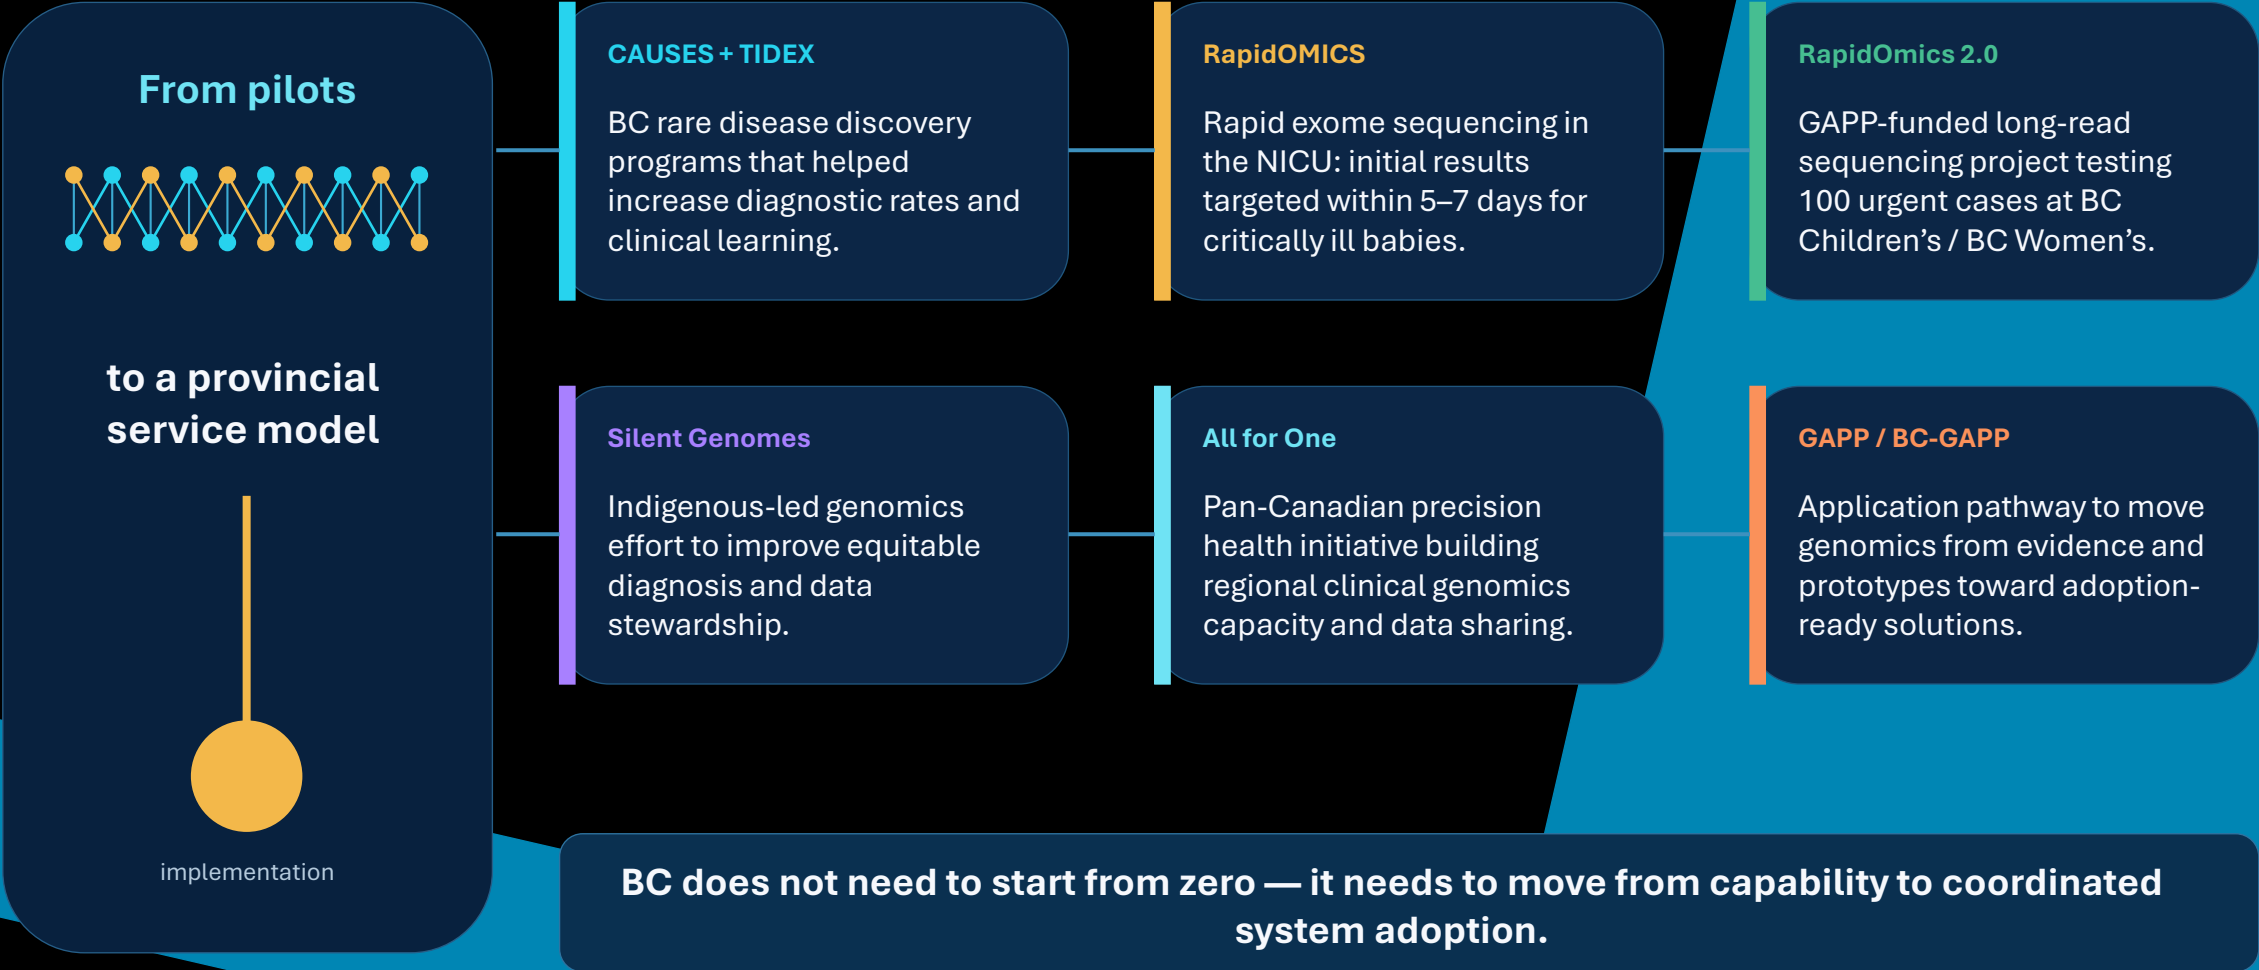 From pilots
to a provincial
service model
implementation
CAUSES + TIDEX
BC rare disease discovery
programs that helped
increase diagnostic rates and
clinical learning.
RapidOMICS
Rapid exome sequencing in
the NICU: initial results
targeted within 5–7 days for
critically ill babies.
RapidOmics 2.0
GAPP-funded long-read
sequencing project testing
100 urgent cases at BC
Children’s / BC Women’s.
Silent Genomes
Indigenous-led genomics
effort to improve equitable
diagnosis and data
stewardship.
All for One
Pan-Canadian precision
health initiative building
regional clinical genomics
capacity and data sharing.
GAPP / BC-GAPP
Application pathway to move
genomics from evidence and
prototypes toward adoption-
ready solutions.
BC does not need to start from zero — it needs to move from capability to coordinated
system adoption.